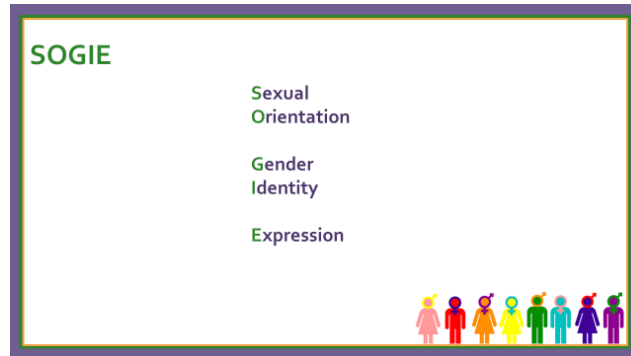 SOGIE
Sexual
Orientation
Gender
Identity
Expression